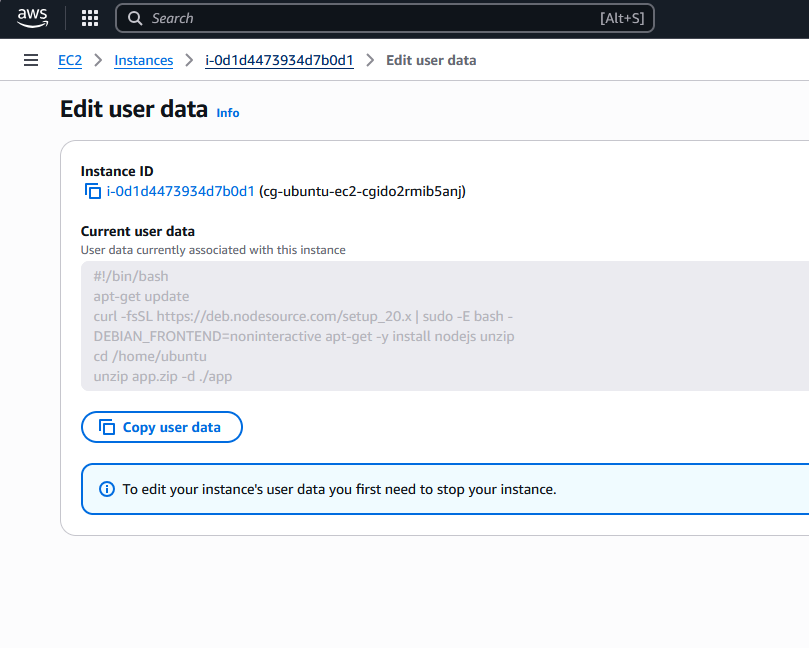 aws
Search [Alt+S]
EC2 > Instances > i-0d1d4473934d7b0d1 > Edit user data
Edit user data Info
Instance ID
i-0d1d4473934d7b0d1 (cg-ubuntu-ec2-cgido2rmib5anj)
Current user data
User data currently associated with this instance
#!/bin/bash
apt-get update
curl -fsSL https://deb.nodesource.com/setup_20.x | sudo -E bash -
DEBIAN_FRONTEND=noninteractive apt-get -y install nodejs unzip
cd /home/ubuntu
unzip app.zip -d ./app
Copy user data
To edit your instance's user data you first need to stop your instance.